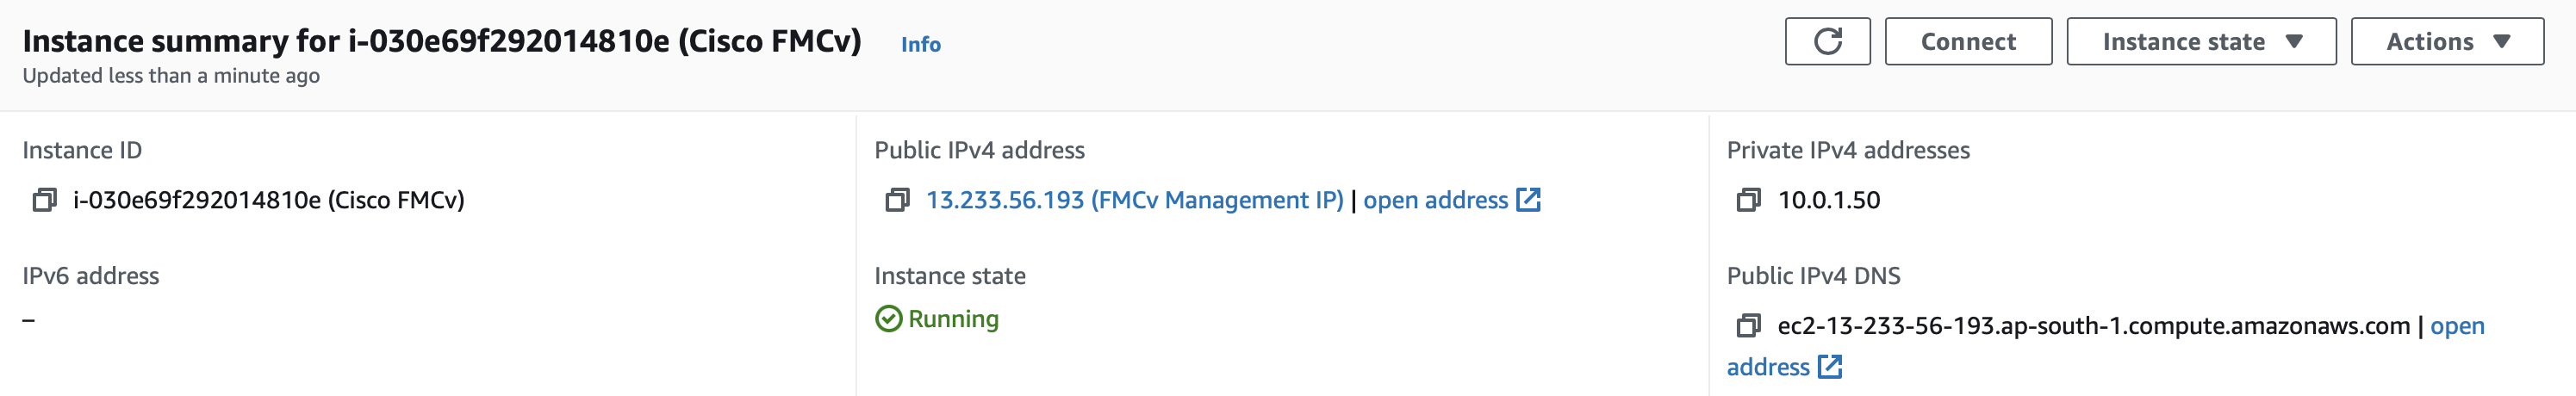 Instance summary for i-030e69f292014810e (Cisco FMCv) Info
Updated less than a minute ago
Connect
Instance state
Actions
Instance ID
i-030e69f292014810e (Cisco FMCv)
IPv6 address
–
Public IPv4 address
13.233.56.193 (FMCv Management IP) | open address
Instance state
Running
Private IPv4 addresses
10.0.1.50
Public IPv4 DNS
ec2-13-233-56-193.ap-south-1.compute.amazonaws.com | open
address